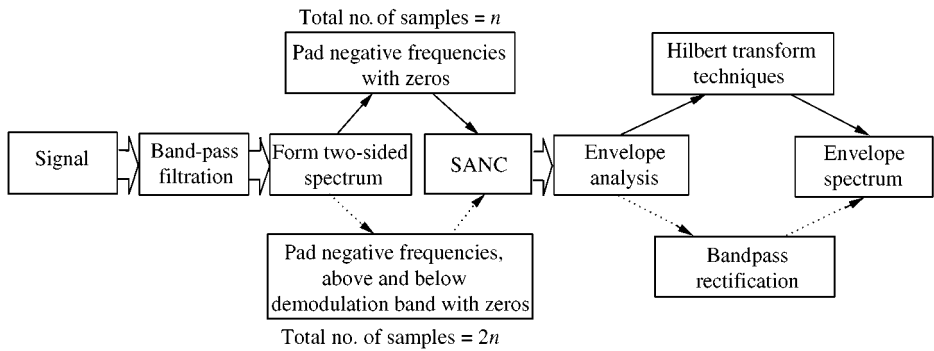 Total no. of samples = n
Pad negative frequencies
with zeros
Hilbert transform
techniques
Signal
Band-pass
filtration
Form two-sided
spectrum
SANC
Envelope
analysis
Envelope
spectrum
Pad negative frequencies,
above and below
demodulation band with zeros
Bandpass
rectification
Total no. of samples = 2n